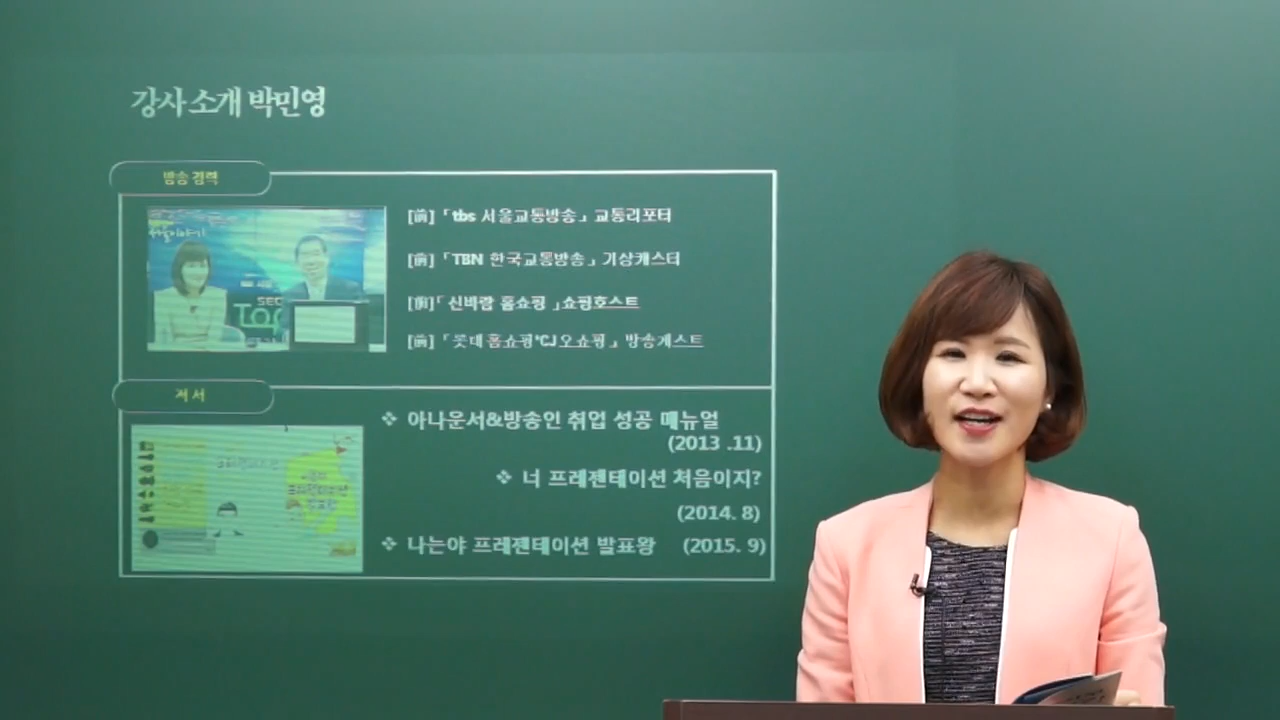 강사 소개 박민영
방송 경력
[前] 「tbs 서울교통방송」 교통리포터
[前] 「TBN 한국교통방송」 기상캐스터
[前]「 신바람 홈쇼핑 」쇼핑호스트
[前] 「롯데홈쇼핑'CJ오쇼핑」 방송게스트
SEO
Top
저 서
❖ 아나운서&방송인 취업 성공 매뉴얼
(2013 .11)
❖ 너 프레젠테이션 처음이지?
(2014. 8)
❖ 나는야 프레젠테이션 발표왕 (2015. 9)